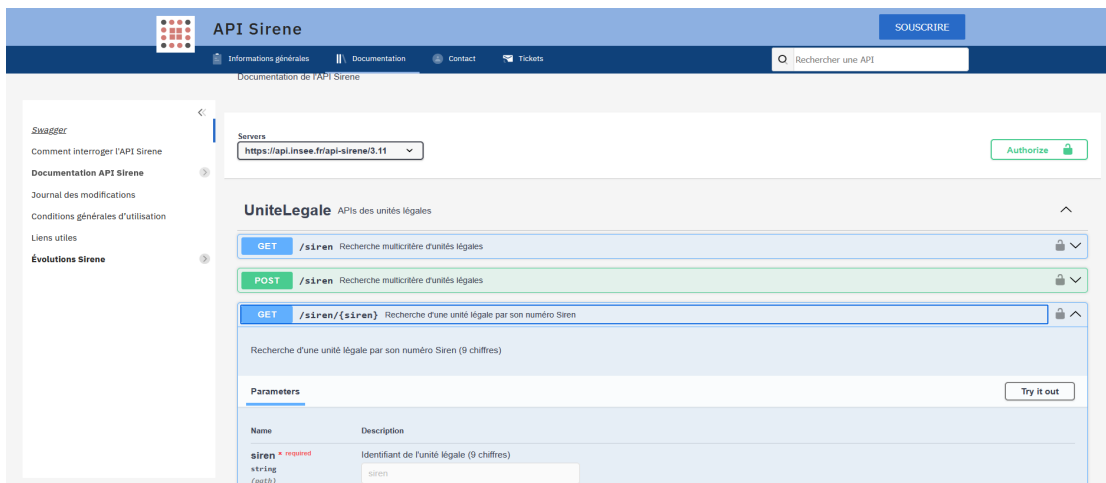 API Sirene
SOUSCRIRE
Informations générales
Documentation
Contact
Tickets
Rechercher une API
Documentation de l'API Sirene
Swagger
Comment interroger l'API Sirene
Documentation API Sirene
Journal des modifications
Conditions générales d'utilisation
Liens utiles
Évolutions Sirene
Servers
https://api.insee.fr/api-sirene/3.11
Authorize
UniteLegale APIs des unités légales
GET /siren Recherche multicritère d'unités légales
POST /siren Recherche multicritère d'unités légales
GET /siren/{siren} Recherche d'une unité légale par son numéro Siren
Recherche d'une unité légale par son numéro Siren (9 chiffres)
Parameters
Try it out
Name Description
siren * required Identifiant de l'unité légale (9 chiffres)
string
siren
(path)